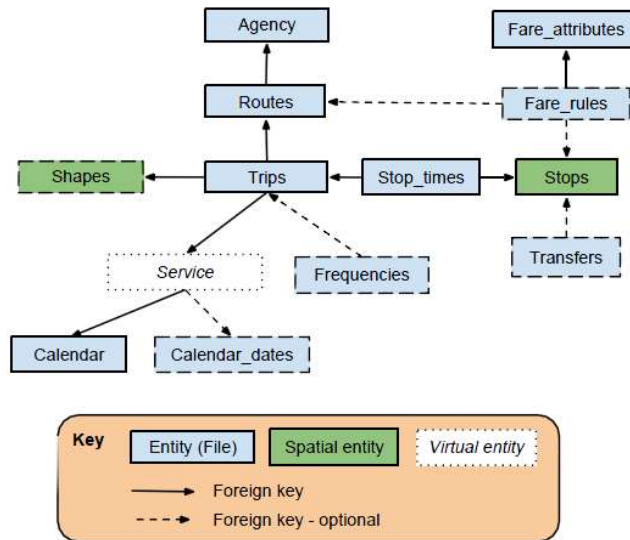 Agency
Fare_attributes
Routes
Fare_rules
Shapes
Trips
Stop_times
Stops
Service
Frequencies
Transfers
Calendar
Calendar_dates
Key
Entity (File)
Spatial entity
Virtual entity
Foreign key
Foreign key - optional